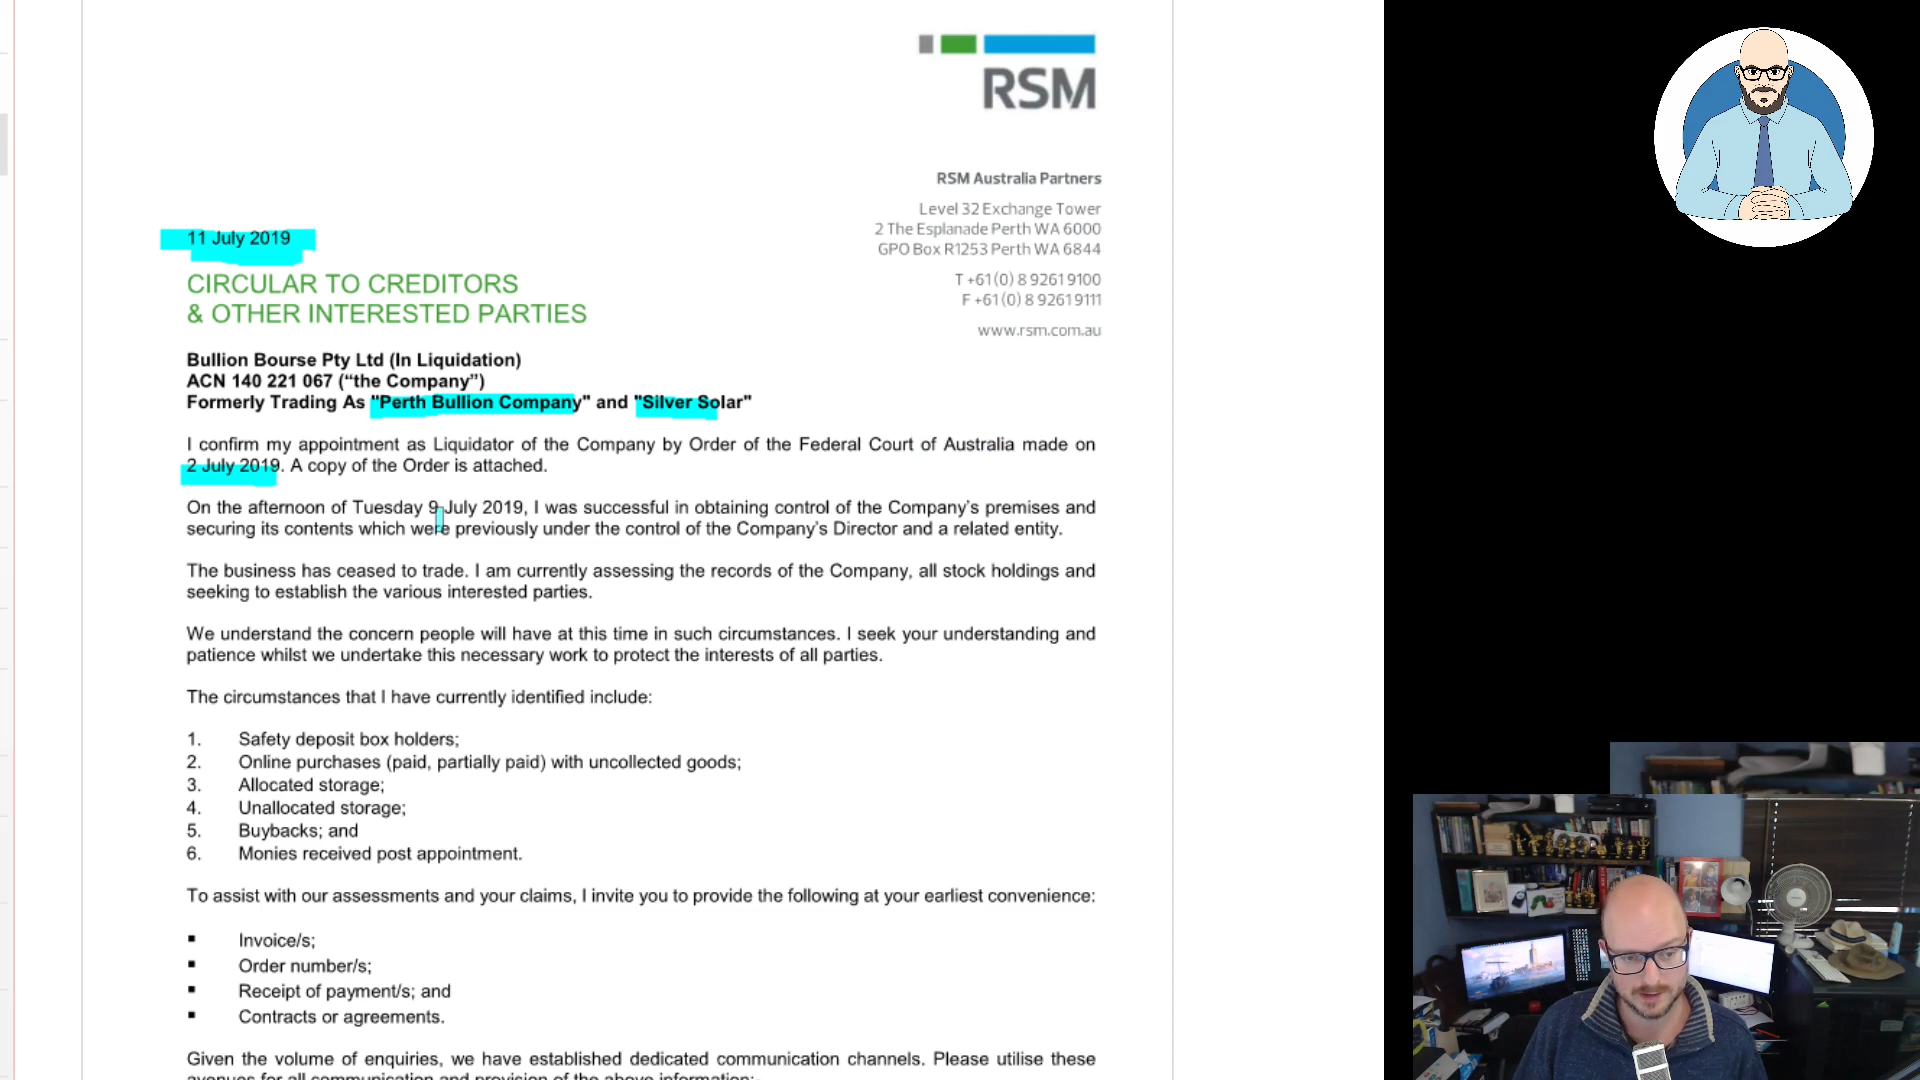 RSM
RSM Australia Partners
Level 32 Exchange Tower
2 The Esplanade Perth WA 6000
GPO Box R1253 Perth WA 6844
T +61(0) 8 92619100
F +61(0) 8 92619111
www.rsm.com.au
11 July 2019
CIRCULAR TO CREDITORS
& OTHER INTERESTED PARTIES
Bullion Bourse Pty Ltd (In Liquidation)
ACN 140 221 067 (“the Company”)
Formerly Trading As "Perth Bullion Company" and "Silver Solar"
I confirm my appointment as Liquidator of the Company by Order of the Federal Court of Australia made on
2 July 2019. A copy of the Order is attached.
On the afternoon of Tuesday 9 July 2019, I was successful in obtaining control of the Company’s premises and
securing its contents which were previously under the control of the Company’s Director and a related entity.
The business has ceased to trade. I am currently assessing the records of the Company, all stock holdings and
seeking to establish the various interested parties.
We understand the concern people will have at this time in such circumstances. I seek your understanding and
patience whilst we undertake this necessary work to protect the interests of all parties.
The circumstances that I have currently identified include:
1. Safety deposit box holders;
2. Online purchases (paid, partially paid) with uncollected goods;
3. Allocated storage;
4. Unallocated storage;
5. Buybacks; and
6. Monies received post appointment.
To assist with our assessments and your claims, I invite you to provide the following at your earliest convenience:
▪ Invoice/s;
▪ Order number/s;
▪ Receipt of payment/s; and
▪ Contracts or agreements.
Given the volume of enquiries, we have established dedicated communication channels. Please utilise these
avenues for all communication and provision of the above information: